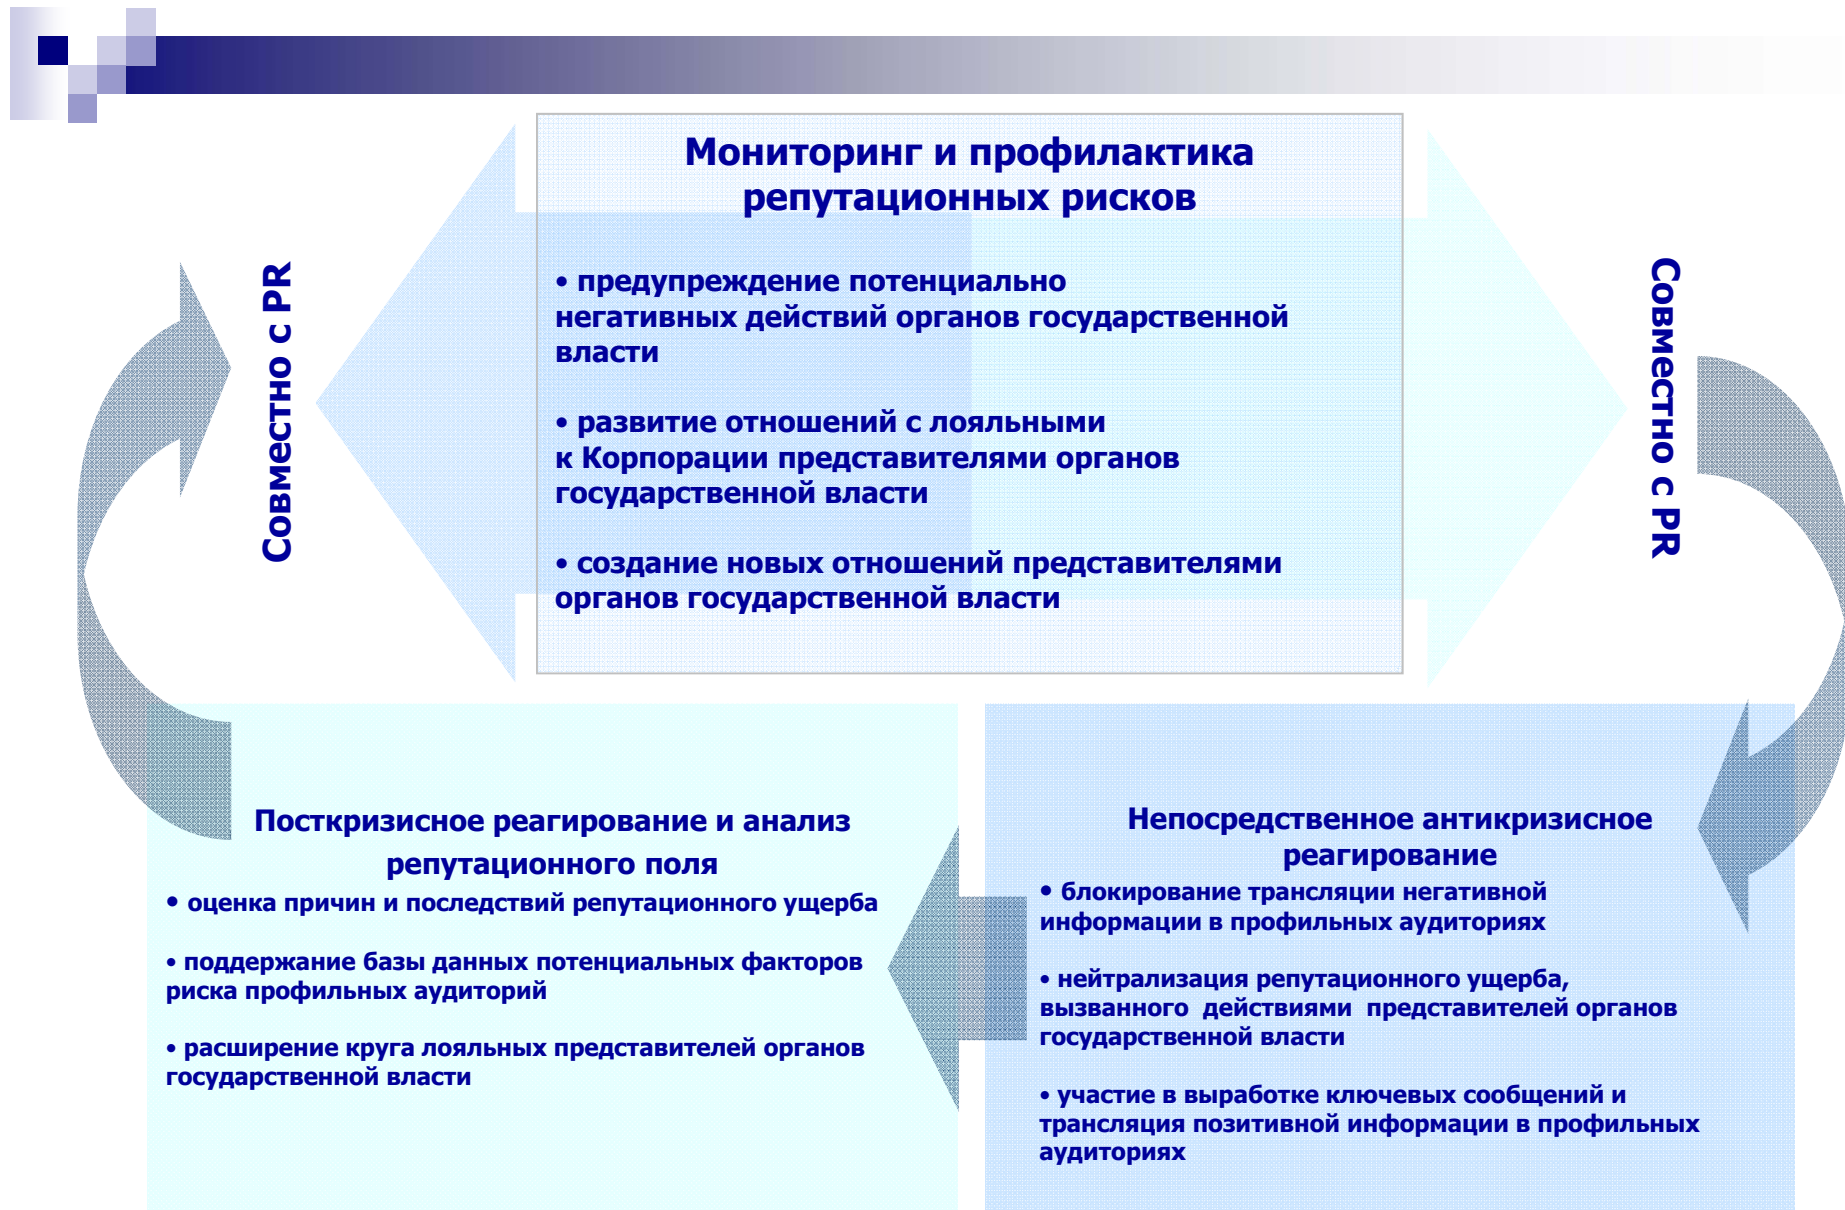 Мониторинг и профилактика
репутационных рисков
• предупреждение потенциально
негативных действий органов государственной
власти
• развитие отношений с лояльными
к Корпорации представителями органов
государственной власти
• создание новых отношений представителями
органов государственной власти
Совместно с PR
Совместно с PR
Посткризисное реагирование и анализ
репутационного поля
• оценка причин и последствий репутационного ущерба
• поддержание базы данных потенциальных факторов
риска профильных аудиторий
• расширение круга лояльных представителей органов
государственной власти
Непосредственное антикризисное
реагирование
• блокирование трансляции негативной
информации в профильных аудиториях
• нейтрализация репутационного ущерба,
вызванного действиями представителей органов
государственной власти
• участие в выработке ключевых сообщений и
трансляция позитивной информации в профильных
аудиториях